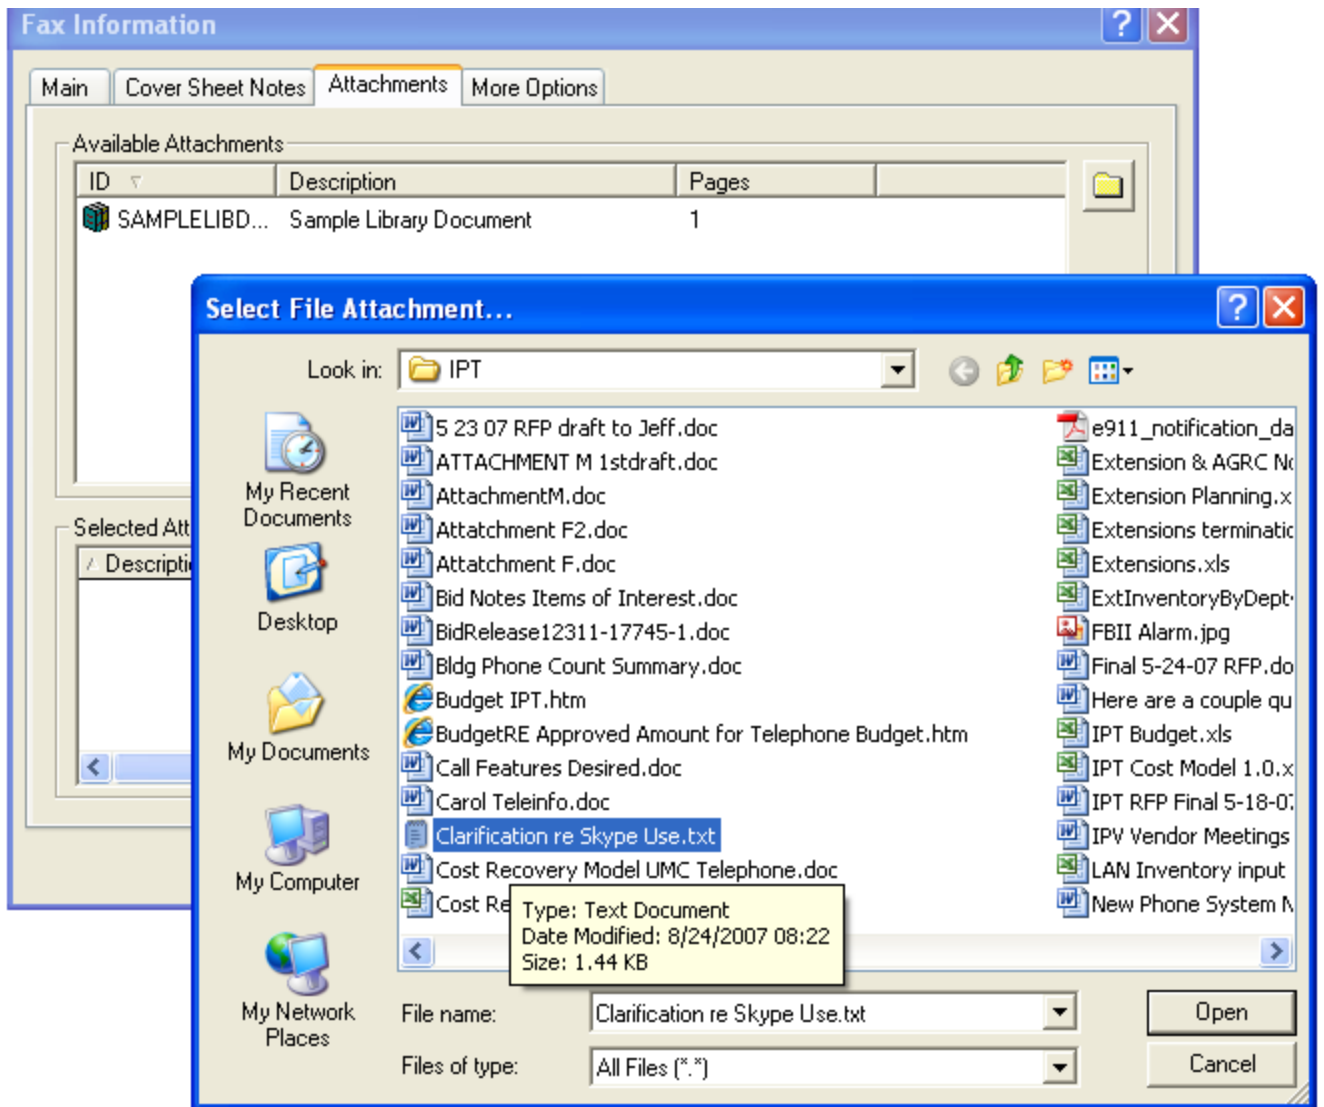 Fax Information
Main
Cover Sheet Notes
Attachments
More Options
Available Attachments
ID
Description
Pages
SAMPLELIBD...
Sample Library Document
1
Selected Att
Descripti
Select File Attachment...
Look in:
IPT
My Recent
Documents
Desktop
My Documents
My Computer
My Network
Places
5 23 07 RFP draft to Jeff.doc
ATTACHMENT M 1stdraft.doc
AttachmentM.doc
Attatchment F2.doc
Attatchment F.doc
Bid Notes Items of Interest.doc
BidRelease12311-17745-1.doc
Bldg Phone Count Summary.doc
Budget IPT.htm
BudgetRE Approved Amount for Telephone Budget.htm
Call Features Desired.doc
Carol Teleinfo.doc
Clarification re Skype Use.txt
Cost Recovery Model UMC Telephone.doc
Cost Re
e911_notification_da
Extension & AGRC No
Extension Planning.x
Extensions terminatic
Extensions.xls
ExtInventoryByDept
FBII Alarm.jpg
Final 5-24-07 RFP.do
Here are a couple qu
IPT Budget.xls
IPT Cost Model 1.0.x
IPT RFP Final 5-18-07
IPV Vendor Meetings
LAN Inventory input
New Phone System N
Type: Text Document
Date Modified: 8/24/2007 08:22
Size: 1.44 KB
File name:
Clarification re Skype Use.txt
Open
Files of type:
All Files (*.*)
Cancel